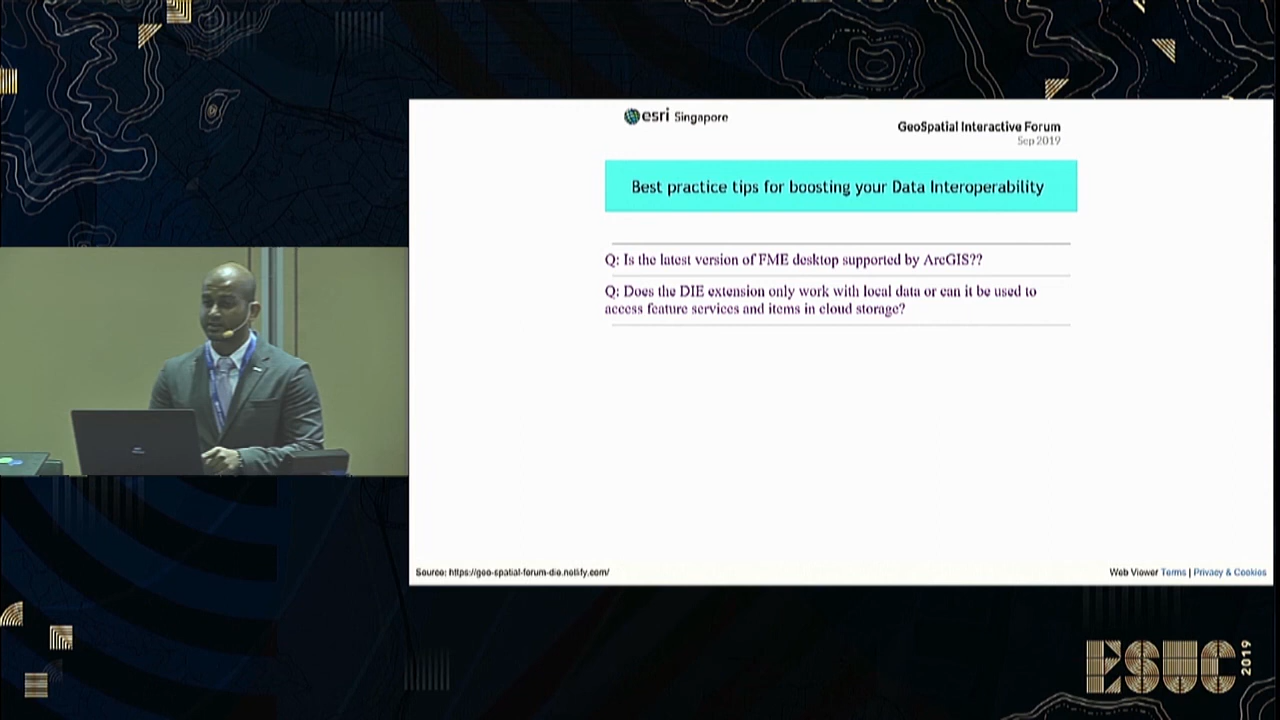 esri Singapore
GeoSpatial Interactive Forum
Sep 2019
Best practice tips for boosting your Data Interoperability
Q: Is the latest version of FME desktop supported by ArcGIS??
Q: Does the DIE extension only work with local data or can it be used to
access feature services and items in cloud storage?
Source: https://geo-spatial-forum-die.netlify.com/
Web Viewer Terms | Privacy & Cookies
ESUC 2019